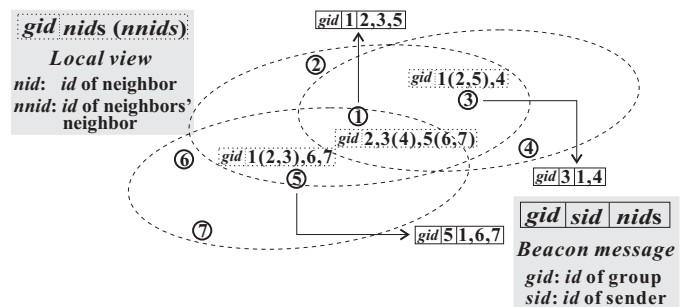 gid nids (nnids)
Local view
nid: id of neighbor
nnid: id of neighbors'
neighbor
gid 1 2,3,5
2
gid 1(2,5),4
3
1
gid 2,3(4),5(6,7)
4
6
gid 1(2,3),6,7
5
gid 3 1,4
7
gid 5 1,6,7
gid sid nids
Beacon message
gid: id of group
sid: id of sender